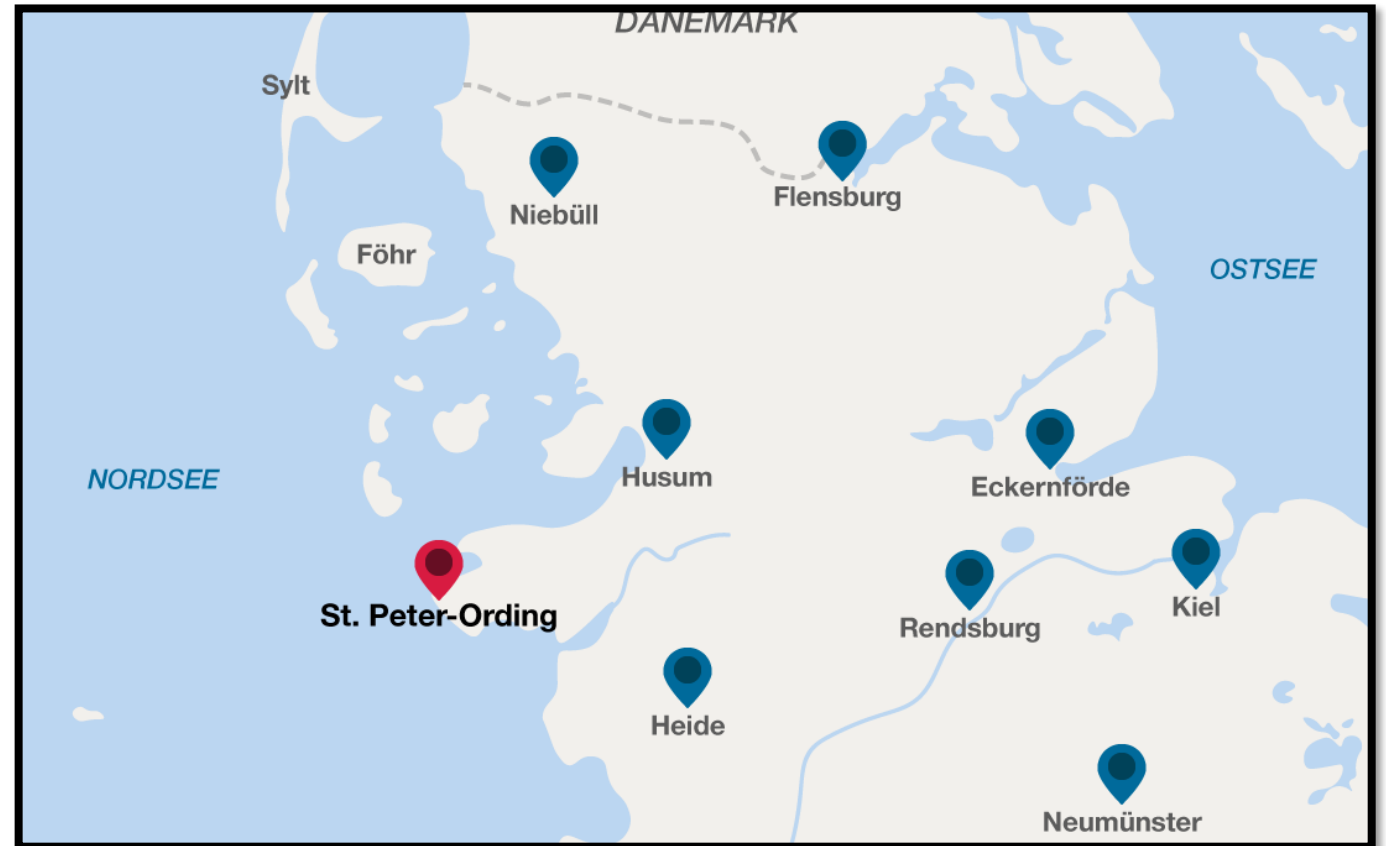 DÄNEMARK
Sylt
Niebüll
Flensburg
Föhr
OSTSEE
NORDSEE
Husum
Eckernförde
St. Peter-Ording
Rendsburg
Kiel
Heide
Neumünster